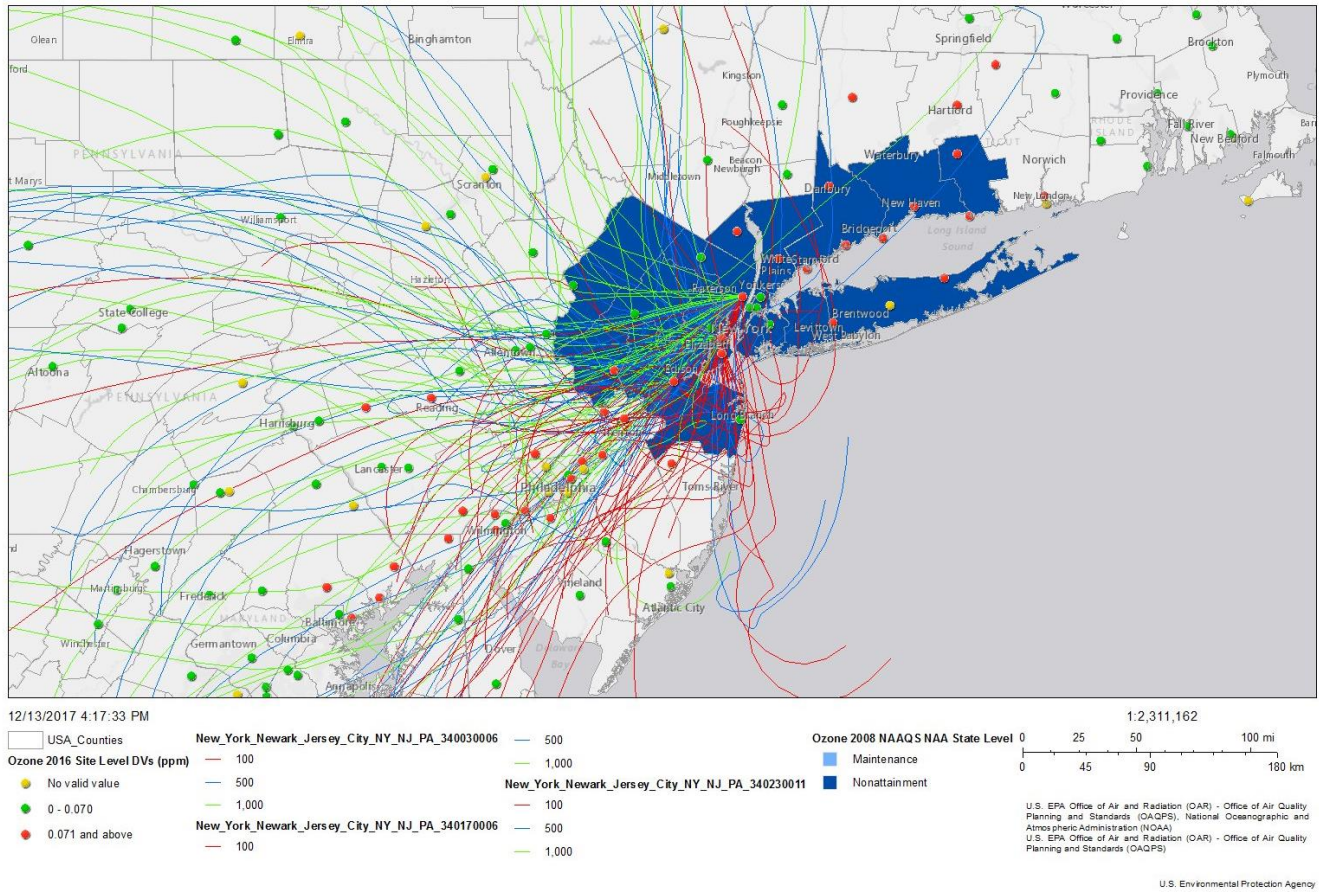 Olean
Elmira
Binghamton
Springfield
Brockton
ford
Kingston
Plymouth
Hartford
Providence
Poughkeepsie
RHODE
ISLAND
Fall River
New Bedford
PENNSYLVANIA
Waterbury
Norwich
Falmouth
Beacon
Newburgh
Middletown
t Marys
Scranton
Danbury
New London
New Haven
Williamsport
Bridgeport
Long Island
Sound
White
Stamford
Plains
Hazleton
Paterson
Yonkers
State College
Brentwood
New York
Levittown
West Babylon
Elizabeth
Allentown
Altoona
Edison
PENNSYLVANIA
Reading
Long Branch
Harrisburg
Trenton
Lancaster
Chambersburg
Philadelphia
Toms River
Wilmington
Hagerstown
Martinsburg
Frederick
Vineland
Atlantic City
MARYLAND
Baltimore
Winchester
Germantown
Columbia
Dover
Delaware
Bay
Annapolis
12/13/2017 4:17:33 PM
1:2,311,162
USA_Counties
Ozone 2016 Site Level DVs (ppm)
No valid value
0 - 0.070
0.071 and above
New_York_Newark_Jersey_City_NY_NJ_PA_340030006
100
500
1,000
New_York_Newark_Jersey_City_NY_NJ_PA_340170006
100
500
1,000
New_York_Newark_Jersey_City_NY_NJ_PA_340230011
100
500
1,000
Ozone 2008 NAAQS NAA State Level
Maintenance
Nonattainment
0 25 50 100 mi
0 45 90 180 km
U.S. EPA Office of Air and Radiation (OAR) - Office of Air Quality
Planning and Standards (OAQPS), National Oceanographic and
Atmospheric Administration (NOAA)
U.S. EPA Office of Air and Radiation (OAR) - Office of Air Quality
Planning and Standards (OAQPS)
U.S. Environmental Protection Agency